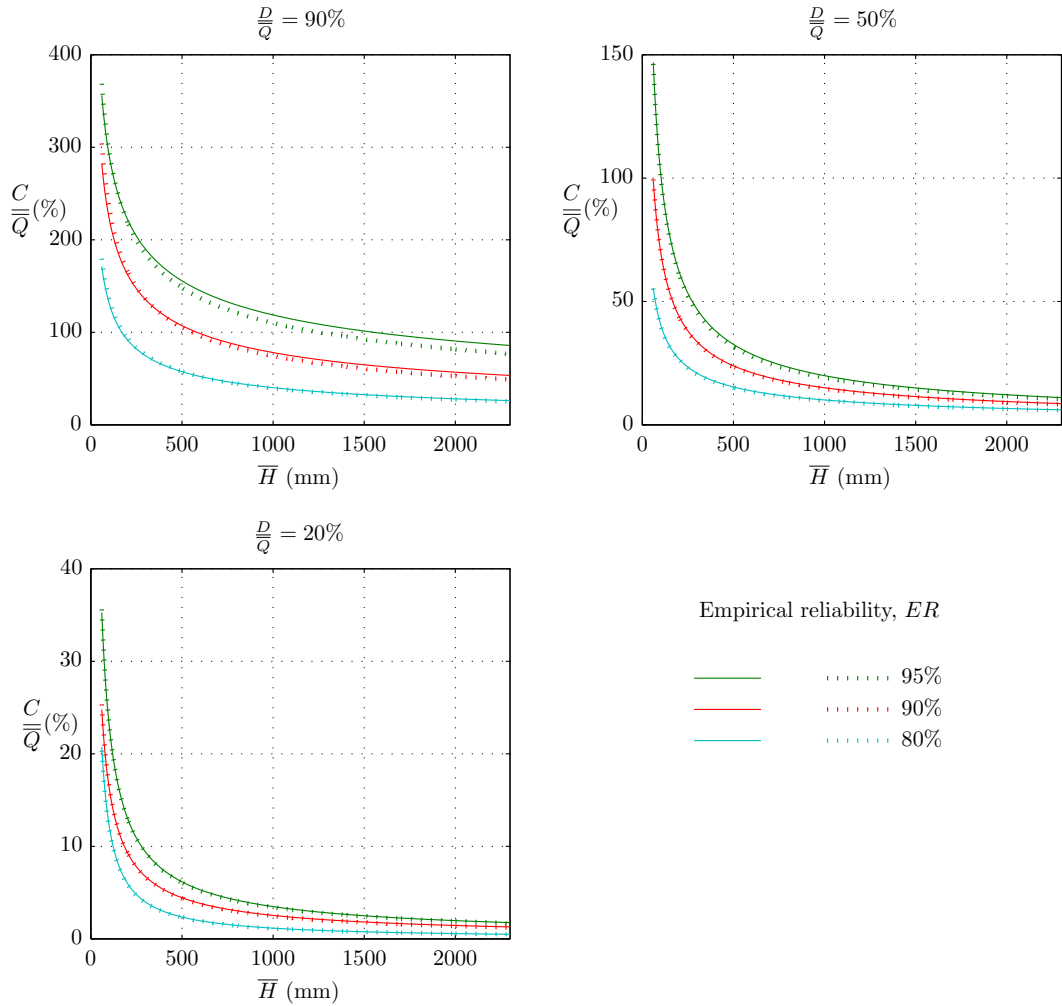 D/Q̿ = 90%
400
300
200
100
0
C/Q̿ (%)
0 500 1000 1500 2000
H̅ (mm)
D/Q̿ = 50%
150
100
50
0
C/Q̿ (%)
0 500 1000 1500 2000
H̅ (mm)
D/Q̿ = 20%
40
30
20
10
0
C/Q̿ (%)
0 500 1000 1500 2000
H̅ (mm)
Empirical reliability, ER
95%
90%
80%